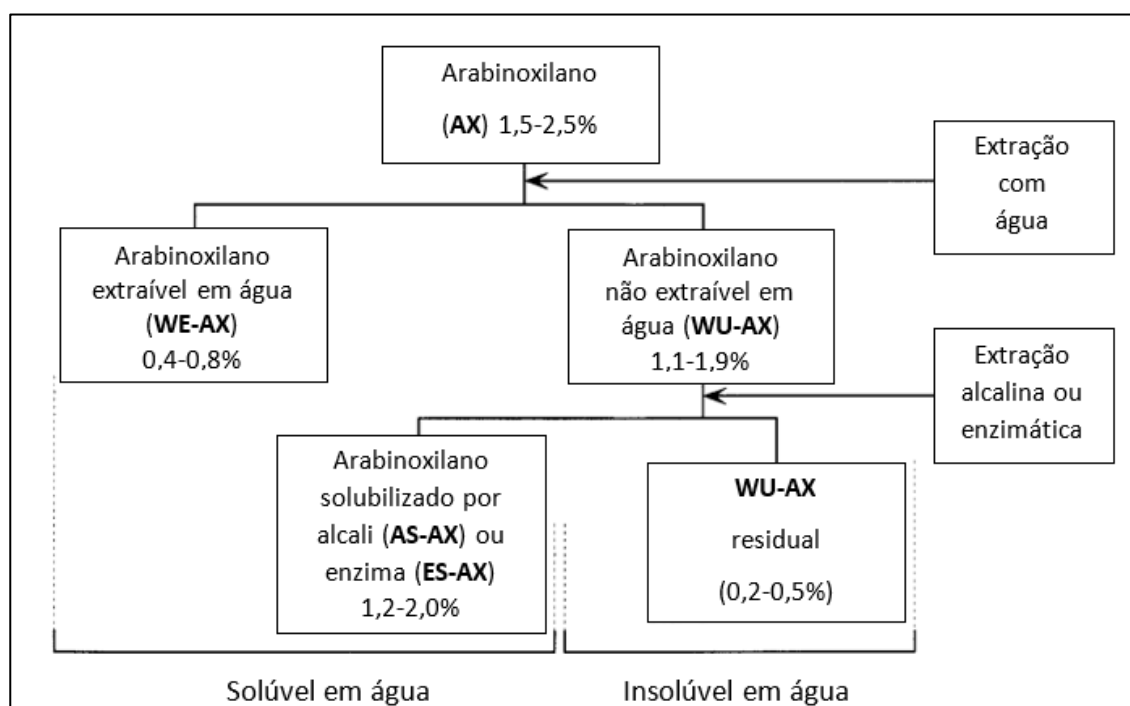 Arabinoxilano
(AX) 1,5-2,5%
Extração
com
água
Arabinoxilano
extraível em água
(WE-AX)
0,4-0,8%
Arabinoxilano
não extraível em
água (WU-AX)
1,1-1,9%
Extração
alcalina ou
enzimática
Arabinoxilano
solubilizado por
alcali (AS-AX) ou
enzima (ES-AX)
1,2-2,0%
WU-AX
residual
(0,2-0,5%)
Solúvel em água
Insolúvel em água